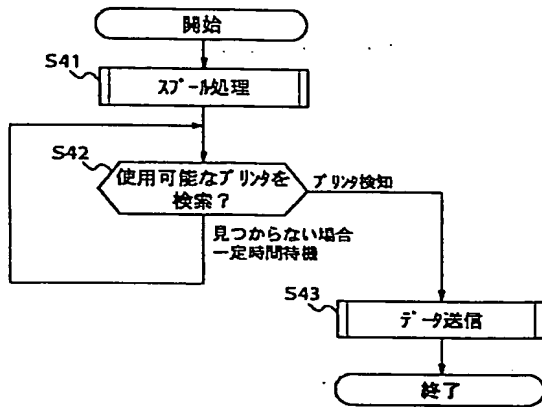 開始
S41
スプール処理
S42
使用可能なプリンタを
検索？
プリンタ検知
見つからない場合
一定時間待機
S43
データ送信
終了